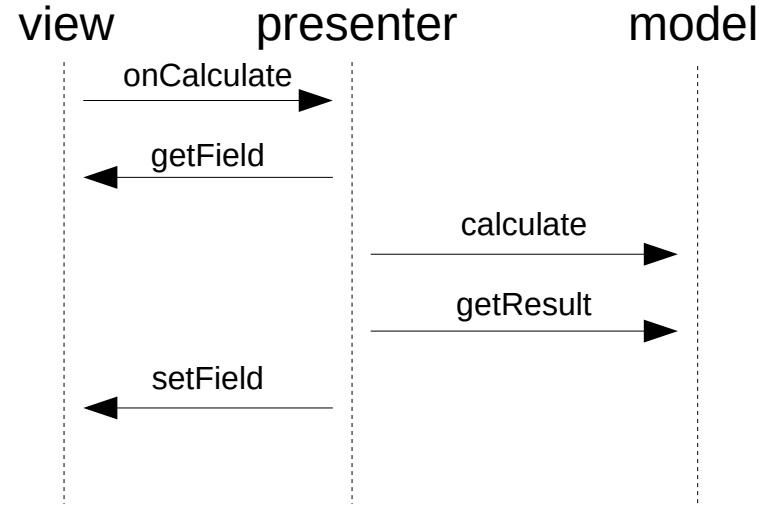 view
presenter
model
onCalculate
getField
calculate
getResult
setField